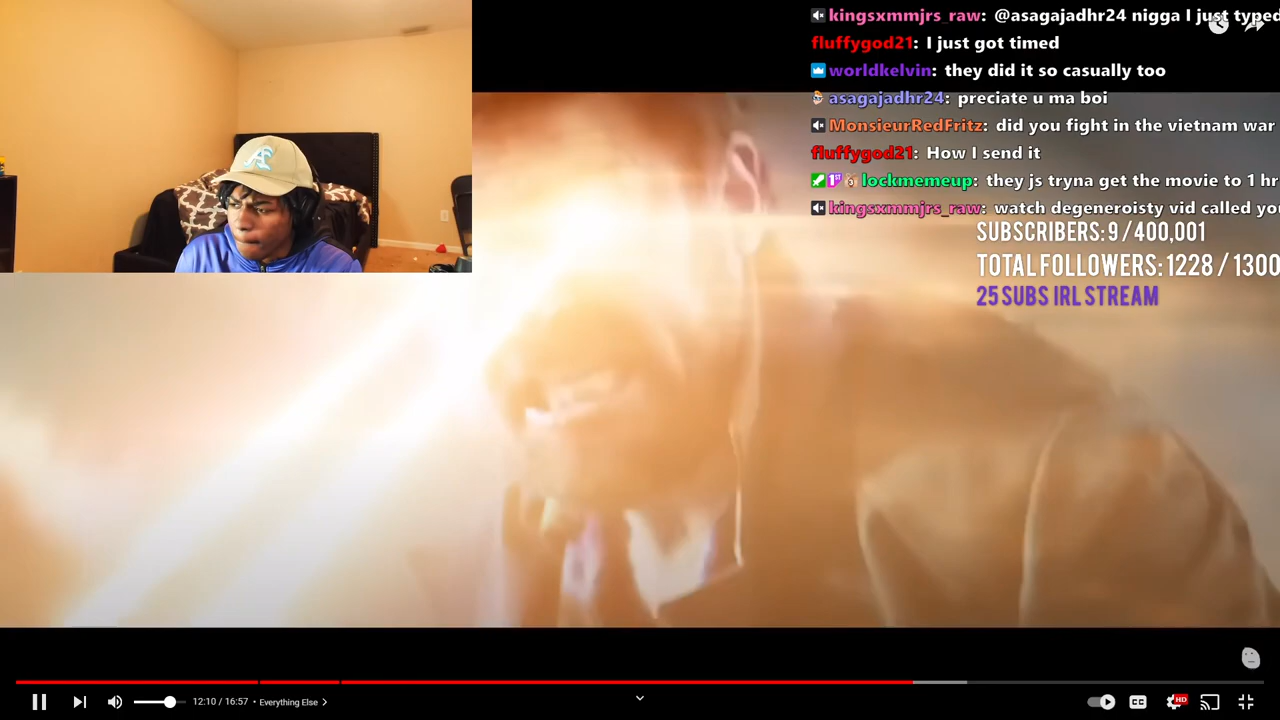 kingsxmmjrs_raw: @asagajadhr24 nigga I just typed
fluffygod21: I just got timed
worldkelvin: they did it so casually too
asagajadhr24: preciate u ma boi
MonsieurRedFritz: did you fight in the vietnam war
fluffygod21: How I send it
1st lockmemeup: they js tryna get the movie to 1 hr
kingsxmmjrs_raw: watch degeneroisty vid called you
SUBSCRIBERS: 9 / 400,001
TOTAL FOLLOWERS: 1228 / 1300
25 SUBS IRL STREAM
12:10 / 16:57 • Everything Else
CC
HD